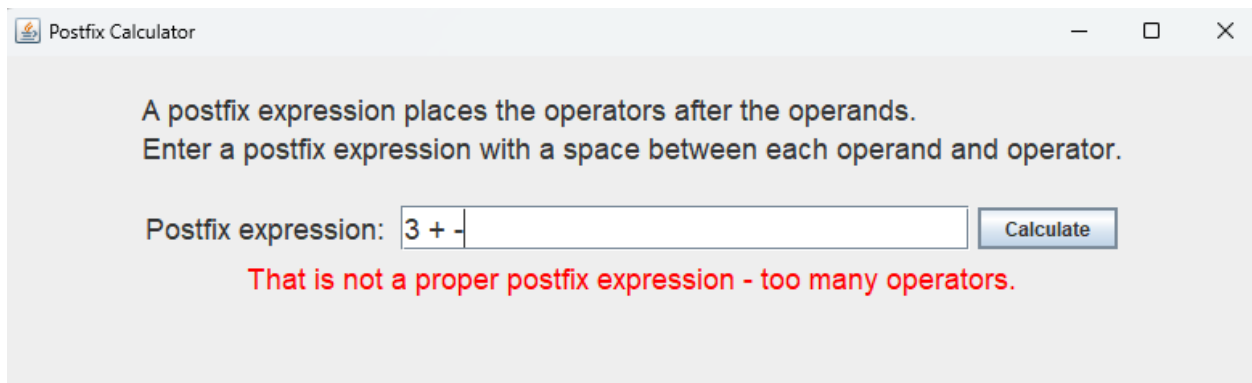 Postfix Calculator
A postfix expression places the operators after the operands.
Enter a postfix expression with a space between each operand and operator.
Postfix expression: 3 + - Calculate
That is not a proper postfix expression - too many operators.